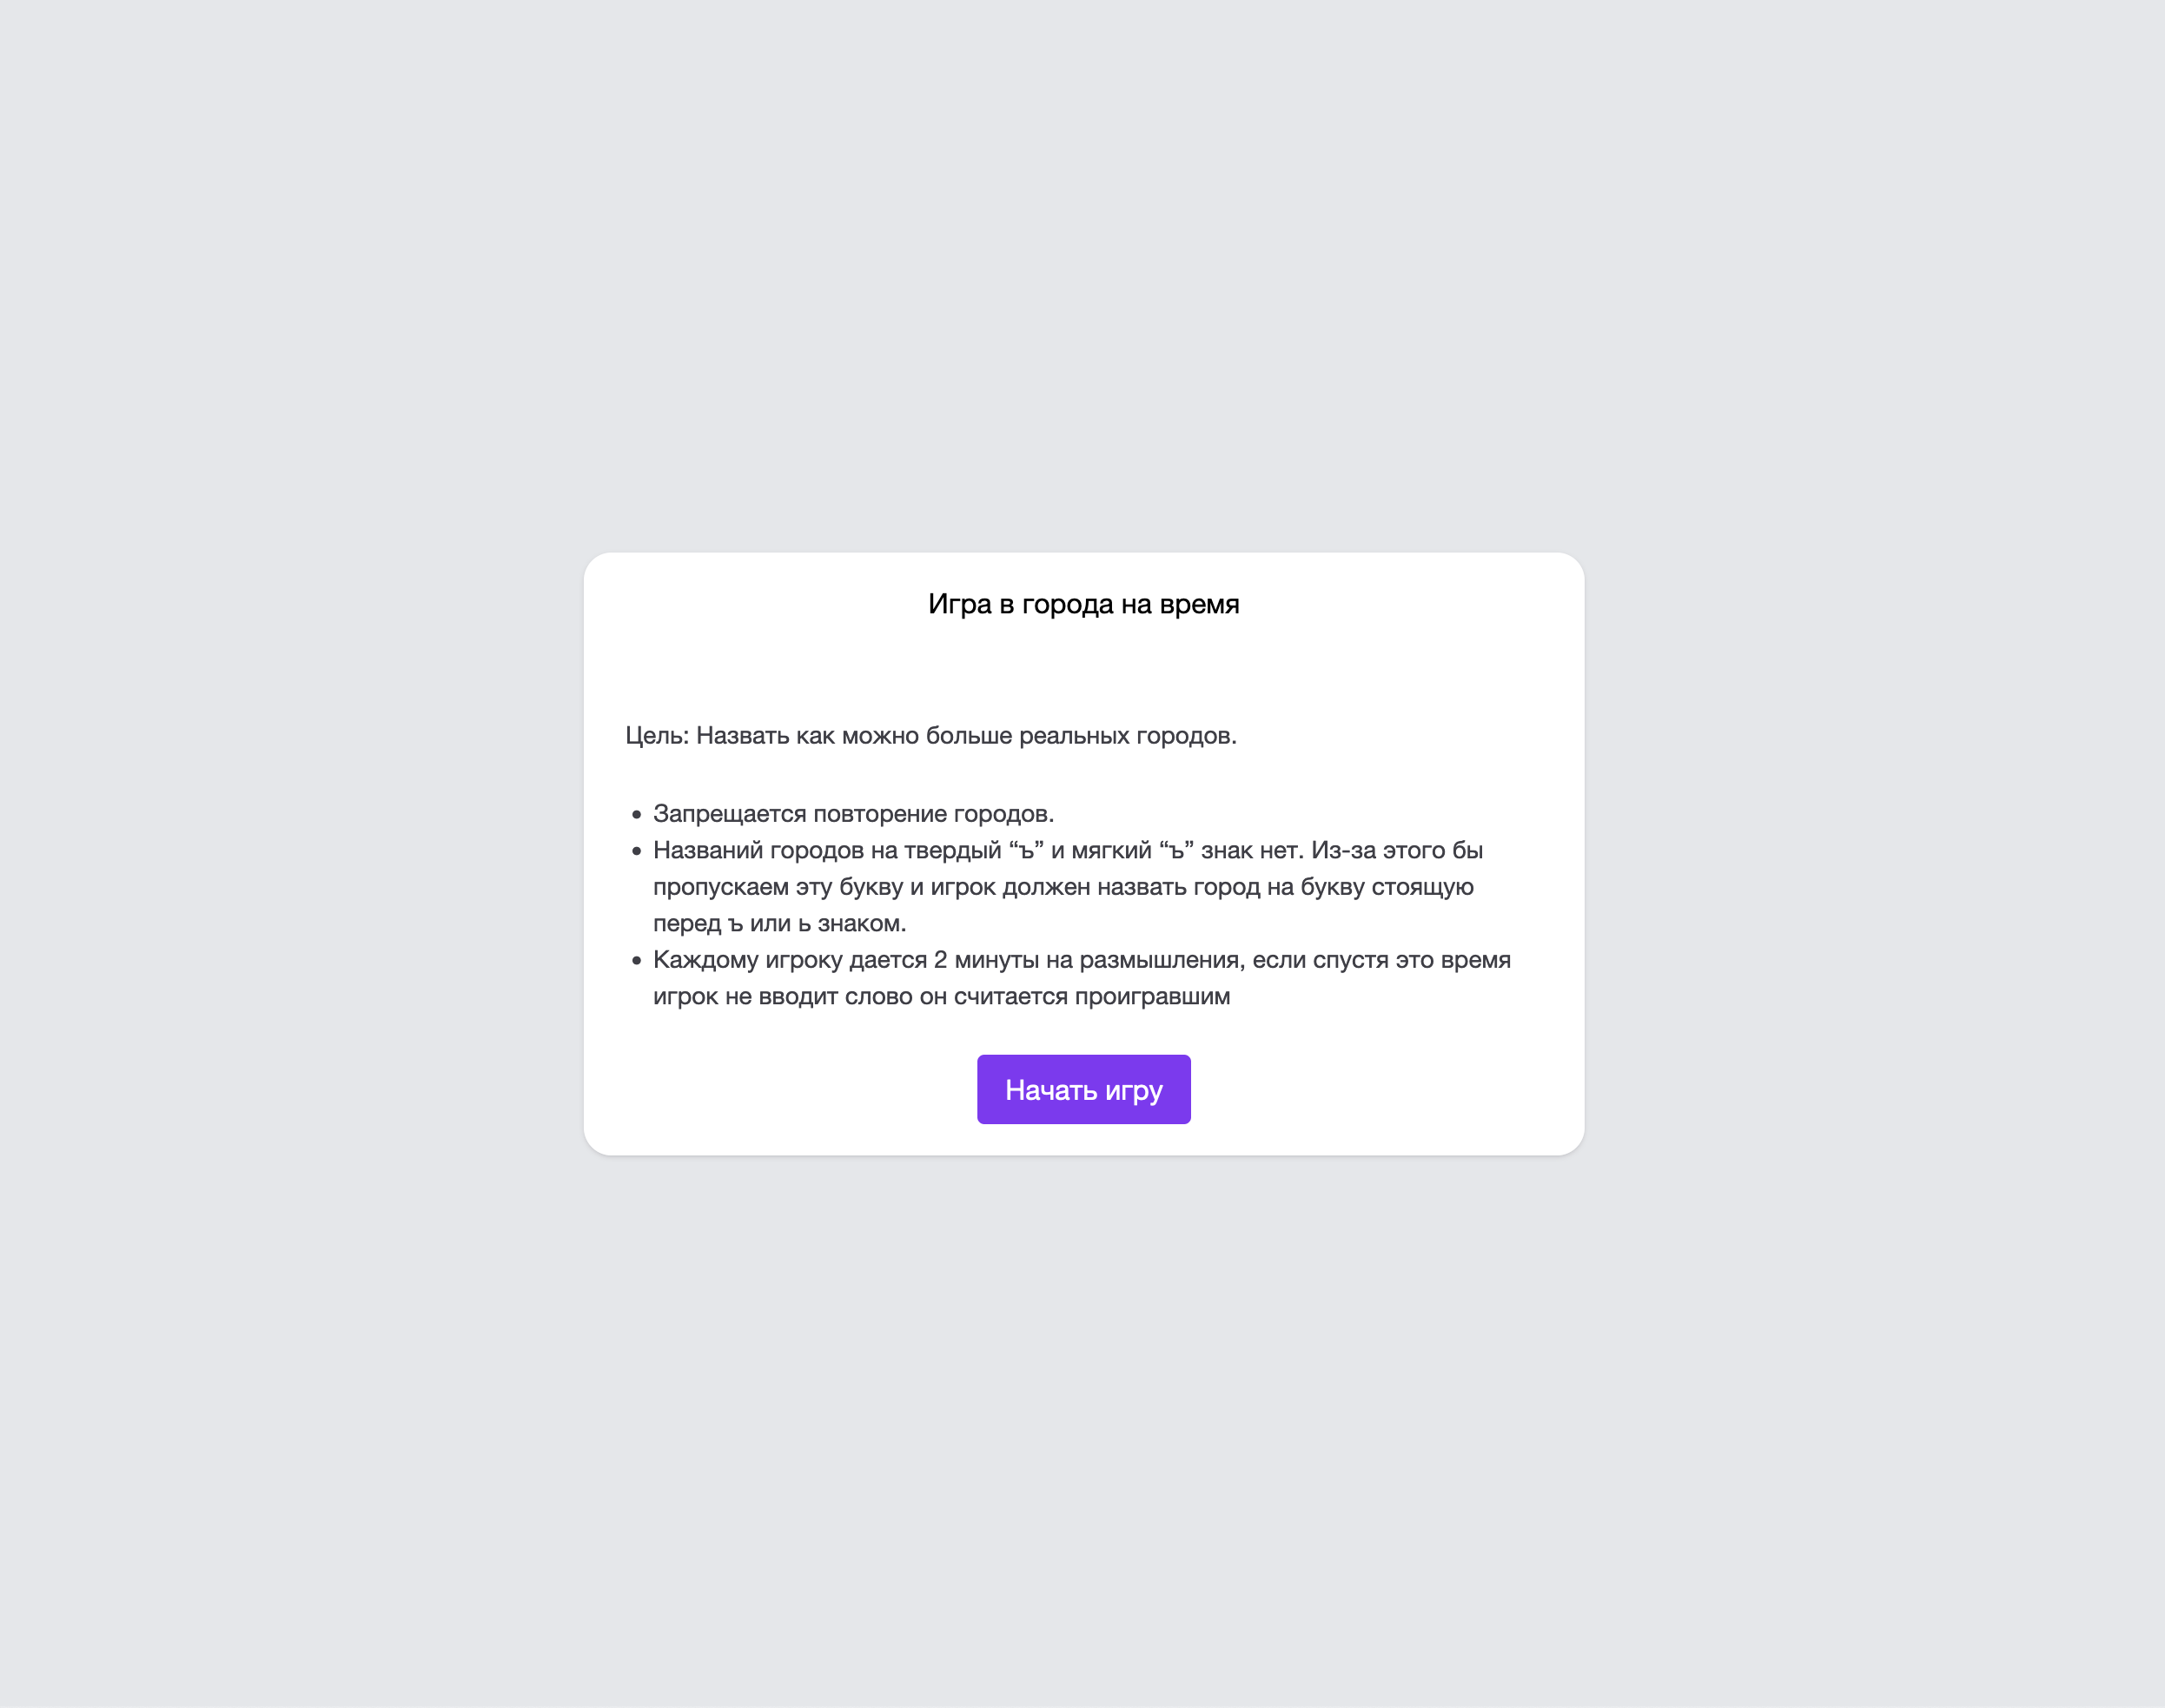 Игра в города на время
Цель: Назвать как можно больше реальных городов.
• Запрещается повторение городов.
• Названий городов на твердый “ъ” и мягкий “ъ” знак нет. Из-за этого бы
пропускаем эту букву и игрок должен назвать город на букву стоящую
перед ъ или ь знаком.
• Каждому игроку дается 2 минуты на размышления, если спустя это время
игрок не вводит слово он считается проигравшим
Начать игру